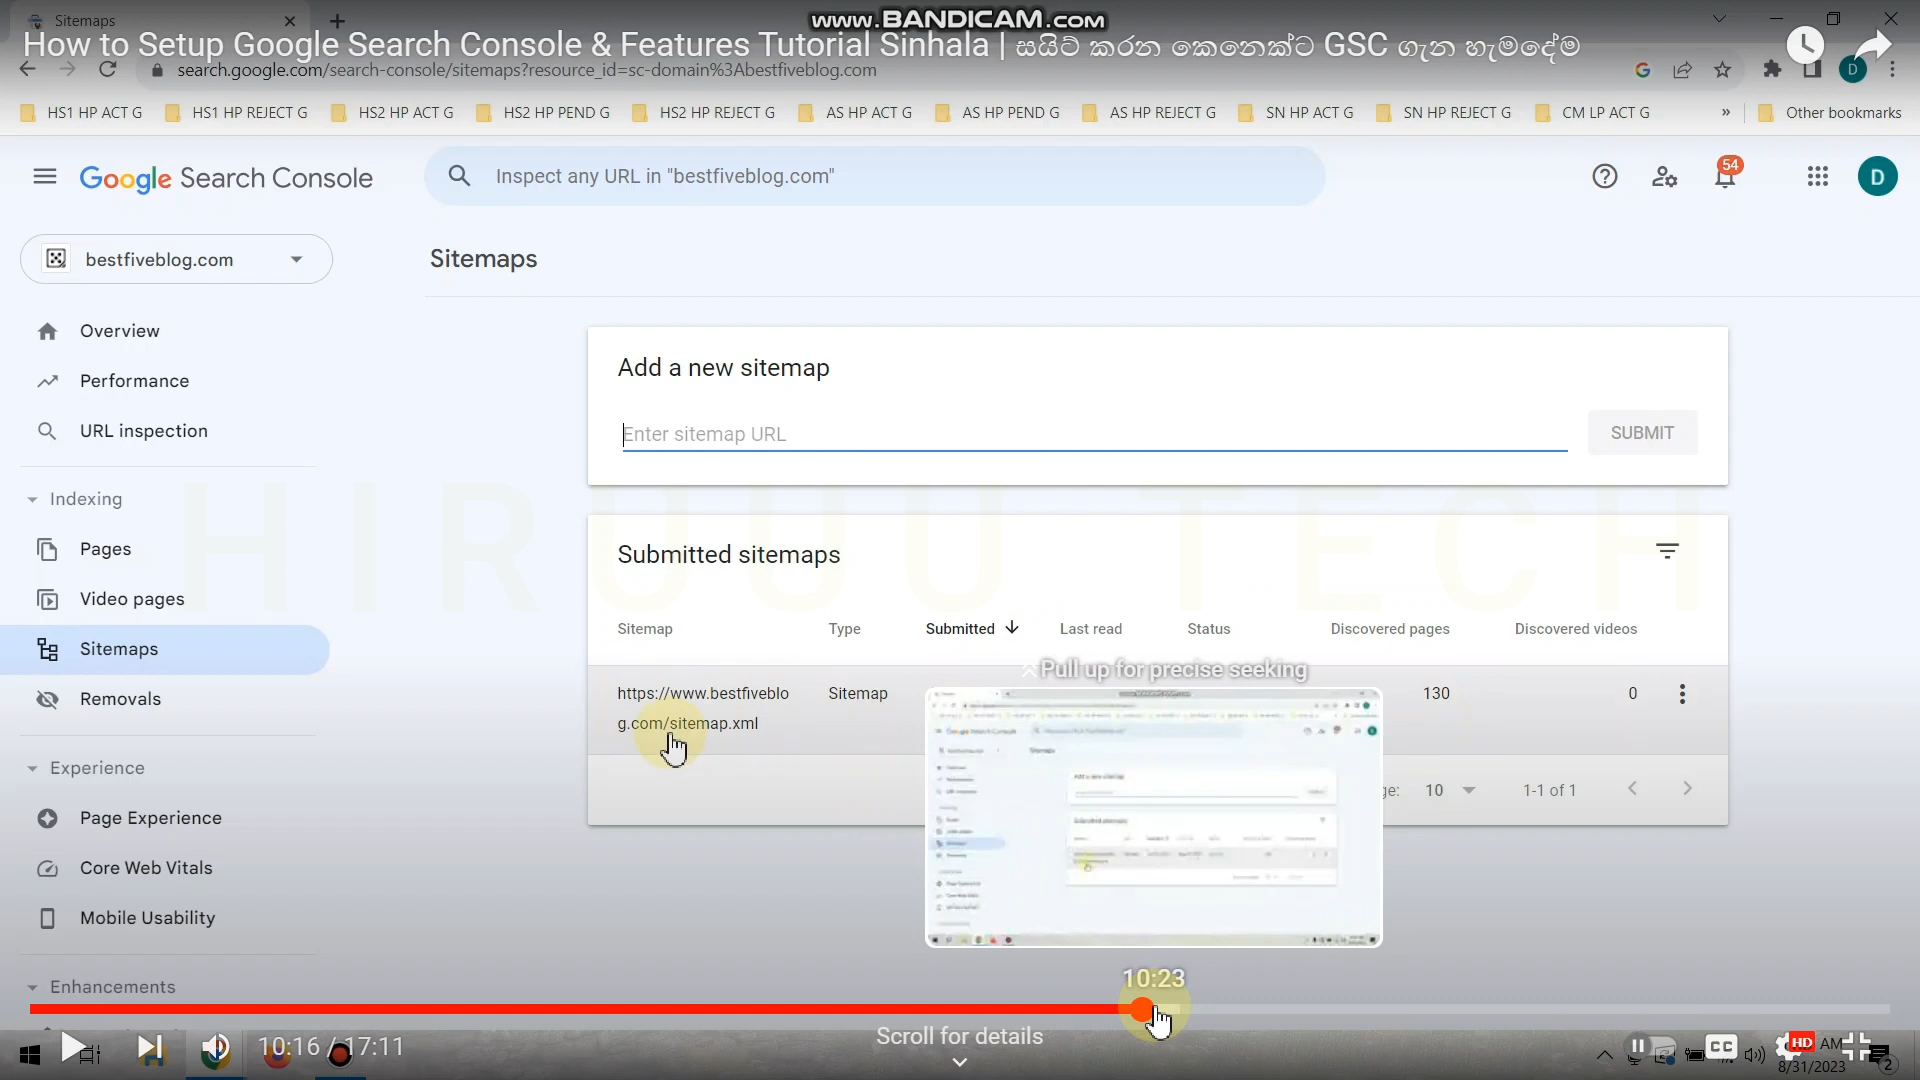 Sitemaps
www.BANDICAM.com
How to Setup Google Search Console & Features Tutorial Sinhala | සයිට් කරන කෙනෙක්ට GSC ගැන හැමදේම
search.google.com/search-console/sitemaps?resource_id=sc-domain%3Abestfiveblog.com
D
HS1 HP ACT G
HS1 HP REJECT G
HS2 HP ACT G
HS2 HP PEND G
HS2 HP REJECT G
AS HP ACT G
AS HP PEND G
AS HP REJECT G
SN HP ACT G
SN HP REJECT G
CM LP ACT G
»
Other bookmarks
Google Search Console
Inspect any URL in "bestfiveblog.com"
54
D
bestfiveblog.com
Sitemaps
Overview
Performance
URL inspection
Indexing
Pages
Video pages
Sitemaps
Removals
Experience
Page Experience
Core Web Vitals
Mobile Usability
Enhancements
Add a new sitemap
Enter sitemap URL
SUBMIT
HIRUUU TECH
Submitted sitemaps
Sitemap
Type
Submitted
Last read
Status
Discovered pages
Discovered videos
Pull up for precise seeking
https://www.bestfiveblo
g.com/sitemap.xml
Sitemap
130
0
10
1-1 of 1
10:23
Scroll for details
10:16 / 17:11
CC
HD
AM
8/31/2023
2